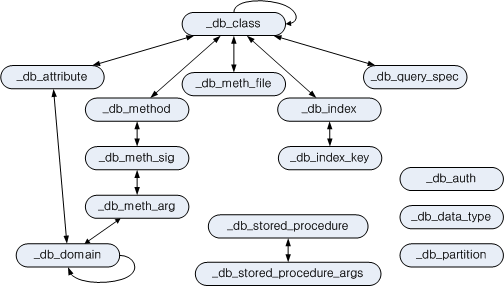 _db_class
_db_attribute
_db_meth_file
_db_query_spec
_db_method
_db_index
_db_meth_sig
_db_index_key
_db_auth
_db_meth_arg
_db_data_type
_db_stored_procedure
_db_domain
_db_partition
_db_stored_procedure_args